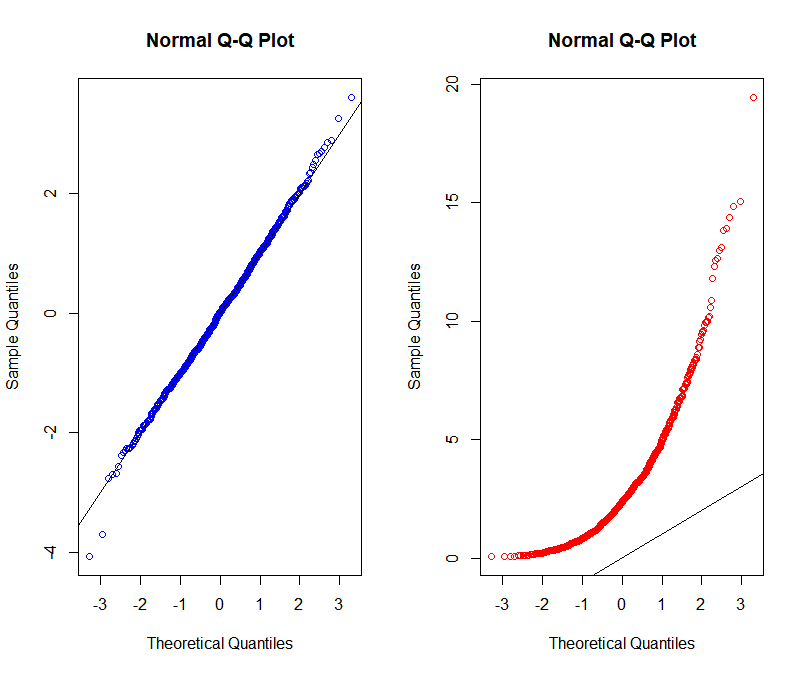 Normal Q-Q Plot
Sample Quantiles
2
0
-2
-4
-3 -2 -1 0 1 2 3
Theoretical Quantiles
Normal Q-Q Plot
Sample Quantiles
20
15
10
5
0
-3 -2 -1 0 1 2 3
Theoretical Quantiles